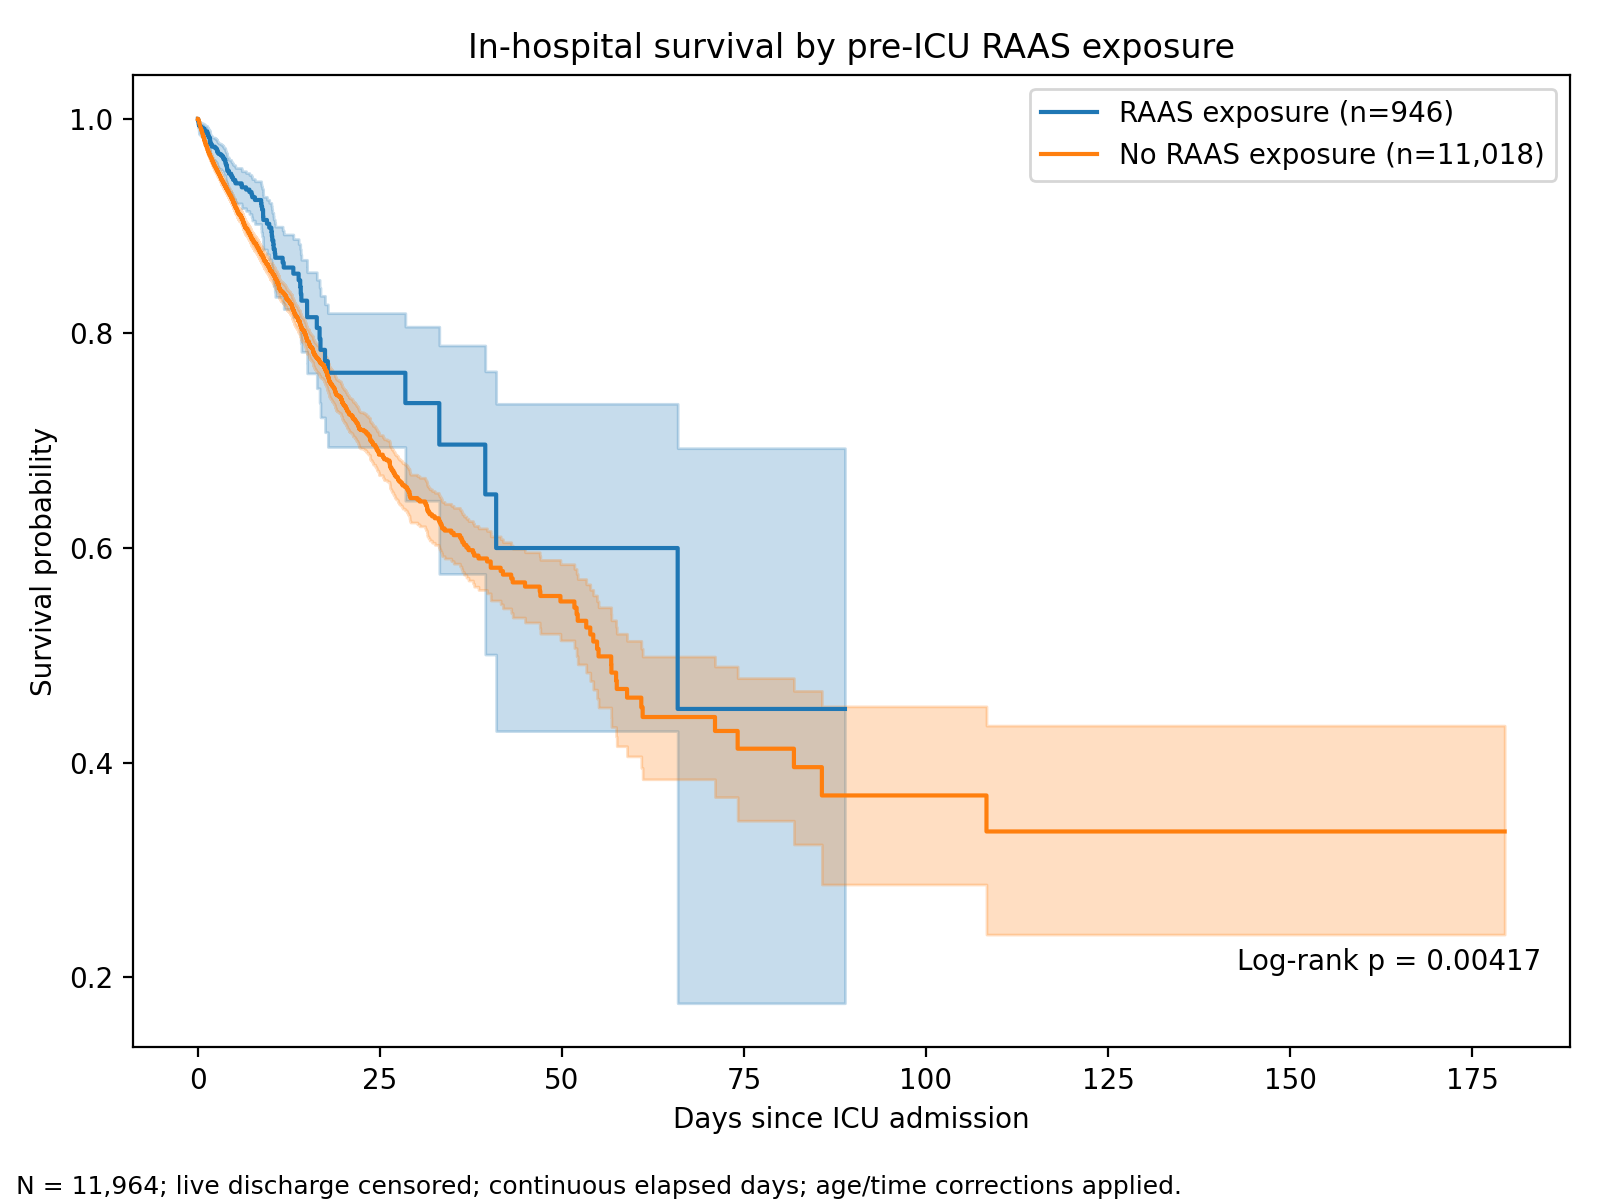 In-hospital survival by pre-ICU RAAS exposure
RAAS exposure (n=946)
No RAAS exposure (n=11,018)
1.0
0.8
0.6
0.4
0.2
Survival probability
Log-rank p = 0.00417
0 25 50 75 100 125 150 175
Days since ICU admission
N = 11,964; live discharge censored; continuous elapsed days; age/time corrections applied.